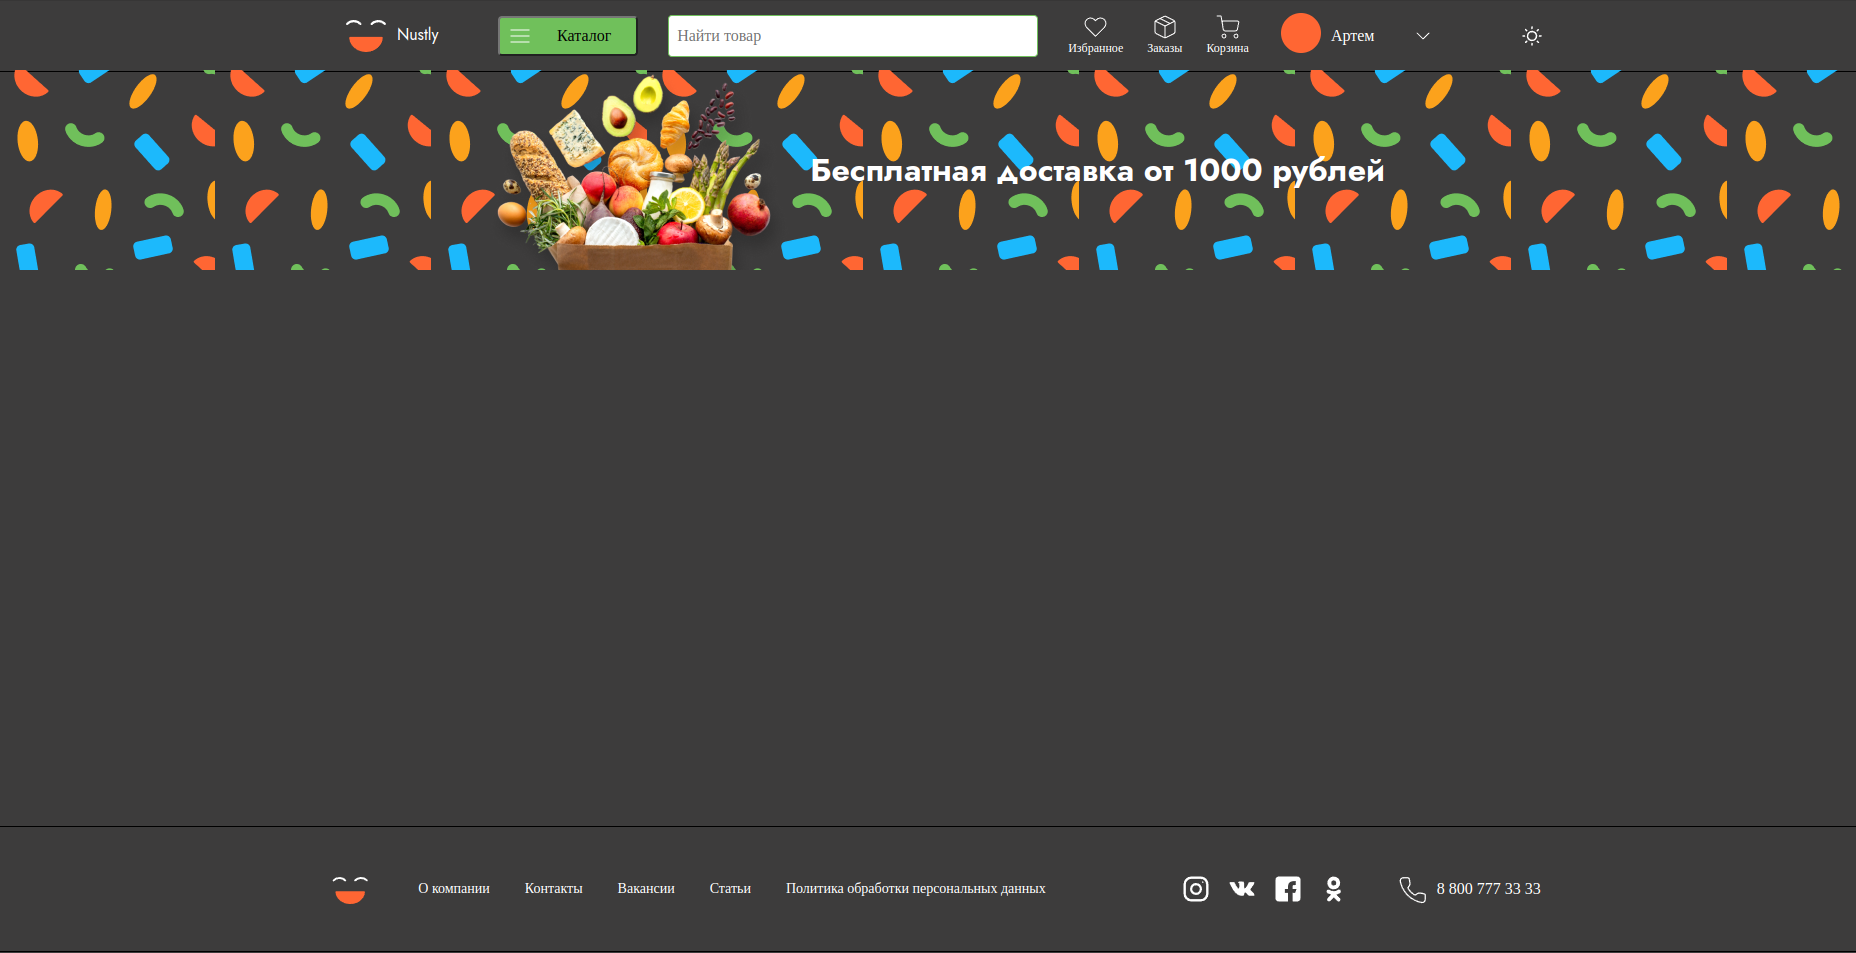 Nustly
Каталог
Найти товар
Избранное
Заказы
Корзина
Артем
Бесплатная доставка от 1000 рублей
О компании
Контакты
Вакансии
Статьи
Политика обработки персональных данных
8 800 777 33 33